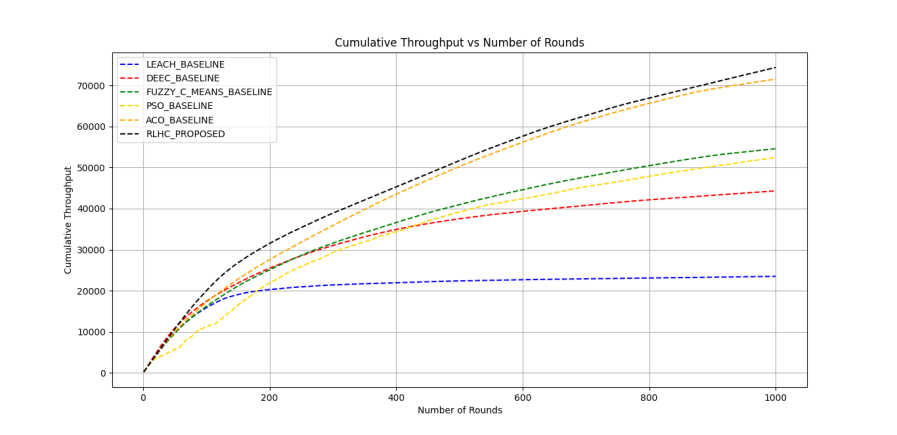 Cumulative Throughput vs Number of Rounds
LEACH_BASELINE
DEEC_BASELINE
FUZZY_C_MEANS_BASELINE
PSO_BASELINE
ACO_BASELINE
RLHC_PROPOSED
Cumulative Throughput
70000
60000
50000
40000
30000
20000
10000
0
0 200 400 600 800 1000
Number of Rounds